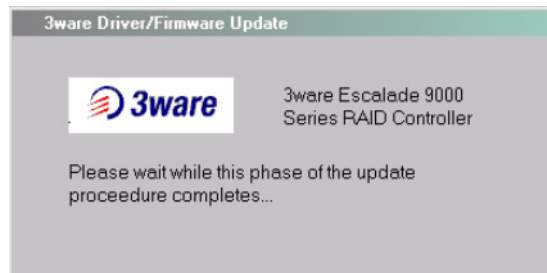 3ware Driver/Firmware Update
3ware
3ware Escalade 9000
Series RAID Controller
Please wait while this phase of the update
proceedure completes...